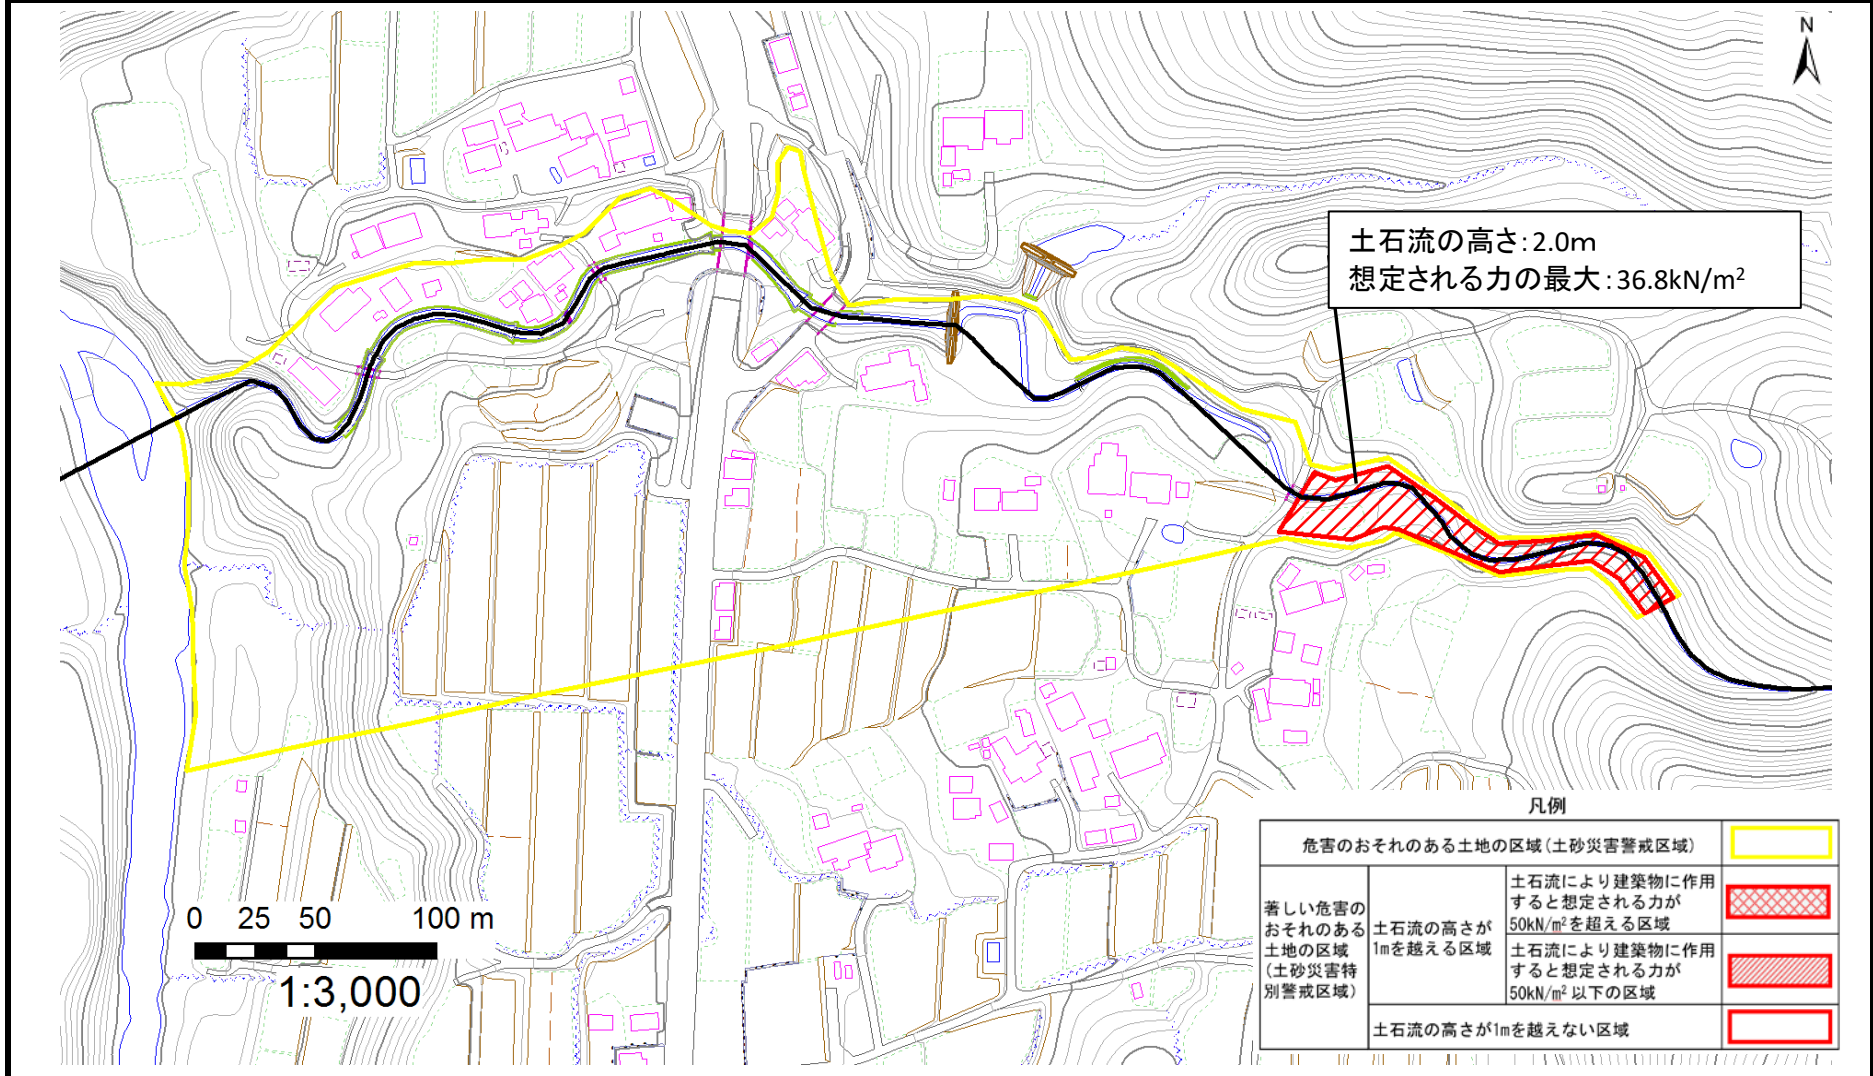 N
土石流の高さ:2.0m
想定される力の最大:36.8kN/m²
凡例
危害のおそれのある土地の区域(土砂災害警戒区域)
著しい危害の
おそれのある
土地の区域
(土砂災害特
別警戒区域)
土石流の高さが
1mを越える区域
土石流により建築物に作用
すると想定される力が
50kN/m²を超える区域
土石流により建築物に作用
すると想定される力が
50kN/m²以下の区域
土石流の高さが1mを越えない区域
0 25 50 100 m
1:3,000